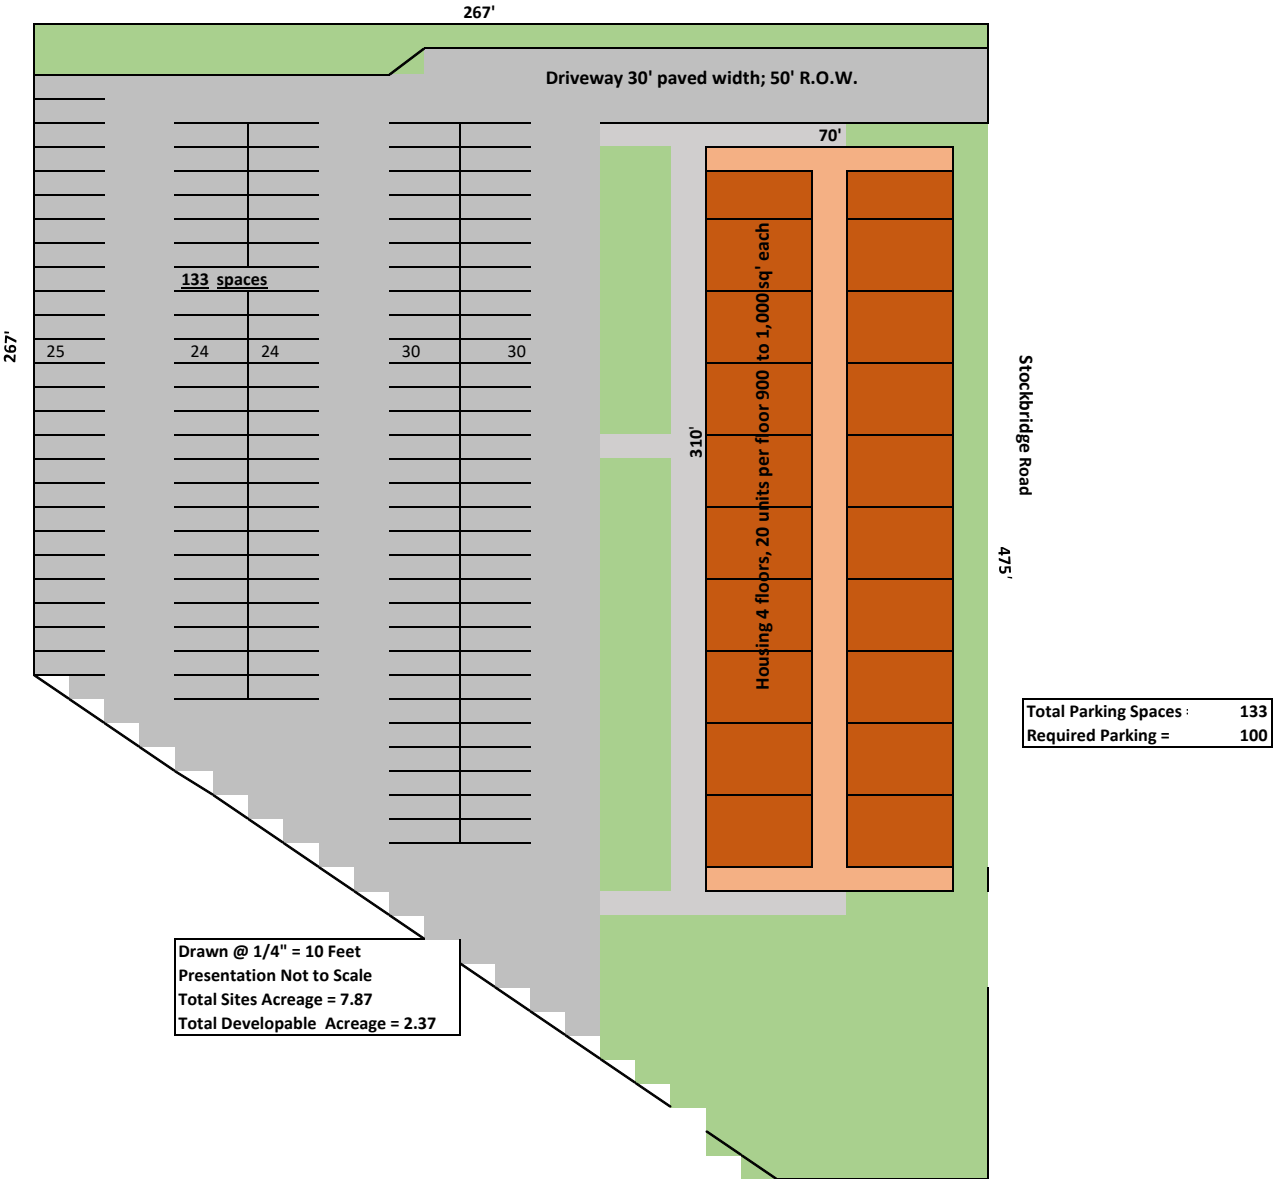 267'
Driveway 30' paved width; 50' R.O.W.
70'
133 spaces
267'
25
24
24
30
30
310'
Housing 4 floors, 20 units per floor 900 to 1,000 sq' each
Stockbridge Road
475'
Total Parking Spaces : 133
Required Parking = 100
Drawn @ 1/4" = 10 Feet
Presentation Not to Scale
Total Sites Acreage = 7.87
Total Developable Acreage = 2.37